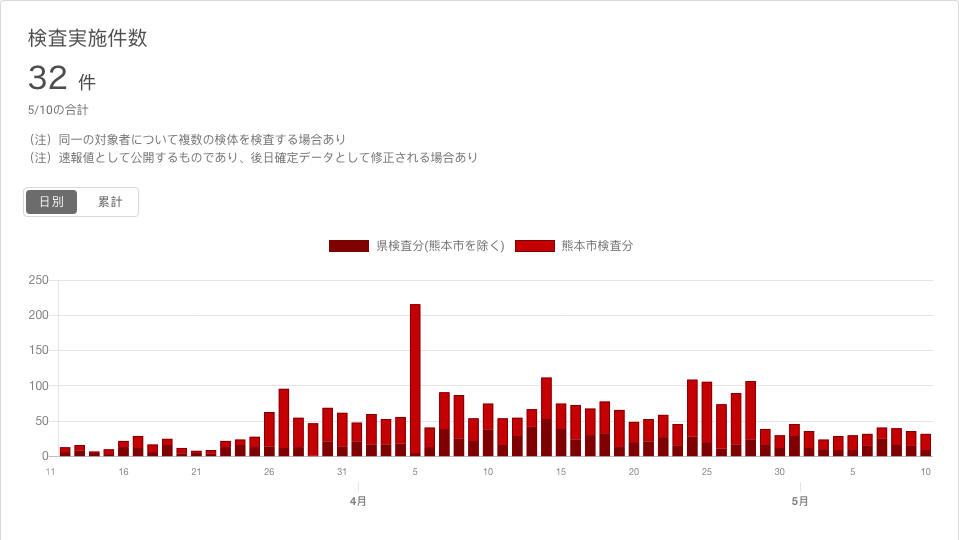 検査実施件数
32 件
5/10の合計
（注）同一の対象者について複数の検体を検査する場合あり
（注）速報値として公開するものであり、後日確定データとして修正される場合あり
日別 累計
県検査分(熊本市を除く) 熊本市検査分
250
200
150
100
50
0
11 16 21 26 31 5 10 15 20 25 30 5 10
4月 5月